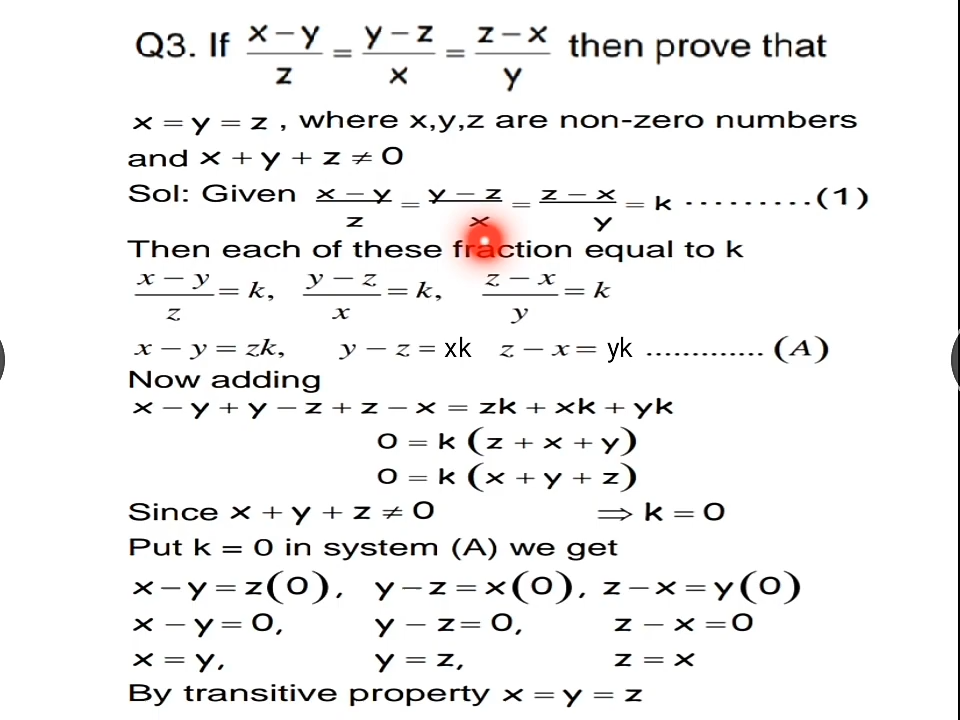 Q3. If (x − y)/z = (y − z)/x = (z − x)/y then prove that
x = y = z , where x,y,z are non-zero numbers
and x + y + z ≠ 0
Sol: Given (x − y)/z = (y − z)/x = (z − x)/y = k .........(1)
Then each of these fraction equal to k
(x − y)/z = k, (y − z)/x = k, (z − x)/y = k
x − y = zk, y − z = xk z − x = yk ............. (A)
Now adding
x − y + y − z + z − x = zk + xk + yk
0 = k (z + x + y)
0 = k (x + y + z)
Since x + y + z ≠ 0 ⇒ k = 0
Put k = 0 in system (A) we get
x − y = z(0), y − z = x(0), z − x = y(0)
x − y = 0, y − z = 0, z − x = 0
x = y, y = z, z = x
By transitive property x = y = z